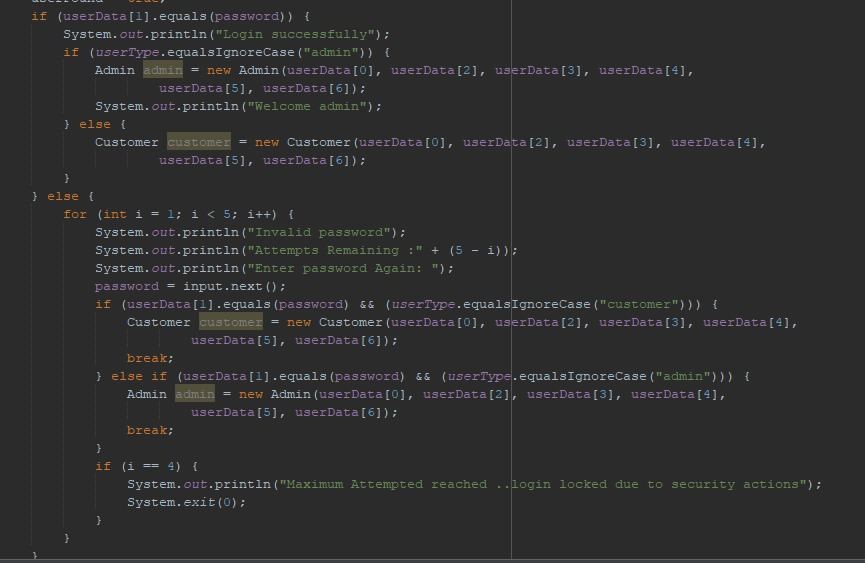 if (userData[1].equals(password)) {
System.out.println("Login successfully");
if (userType.equalsIgnoreCase("admin")) {
Admin admin = new Admin(userData[0], userData[2], userData[3], userData[4],
userData[5], userData[6]);
System.out.println("Welcome admin");
} else {
Customer customer = new Customer(userData[0], userData[2], userData[3], userData[4],
userData[5], userData[6]);
}
} else {
for (int i = 1; i < 5; i++) {
System.out.println("Invalid password");
System.out.println("Attempts Remaining :" + (5 - i));
System.out.println("Enter password Again: ");
password = input.next();
if (userData[1].equals(password) && (userType.equalsIgnoreCase("customer"))) {
Customer customer = new Customer(userData[0], userData[2], userData[3], userData[4],
userData[5], userData[6]);
break;
} else if (userData[1].equals(password) && (userType.equalsIgnoreCase("admin"))) {
Admin admin = new Admin(userData[0], userData[2], userData[3], userData[4],
userData[5], userData[6]);
break;
}
if (i == 4) {
System.out.println("Maximum Attempted reached ..login locked due to security actions");
System.exit(0);
}
}
}